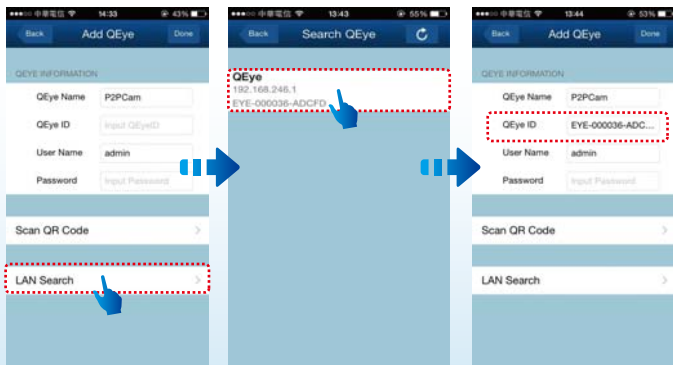 中華電信 14:33 43%
Back Add QEye Done
QEYE INFORMATION
QEye Name P2PCam
QEye ID Input QEyeID
User Name admin
Password Input Password
Scan QR Code
LAN Search
中華電信 13:43 55%
Back Search QEye
QEye
192.168.246.1
EYE-000036-ADCFD
中華電信 13:44 53%
Back Add QEye Done
QEYE INFORMATION
QEye Name P2PCam
QEye ID EYE-000036-ADC...
User Name admin
Password Input Password
Scan QR Code
LAN Search